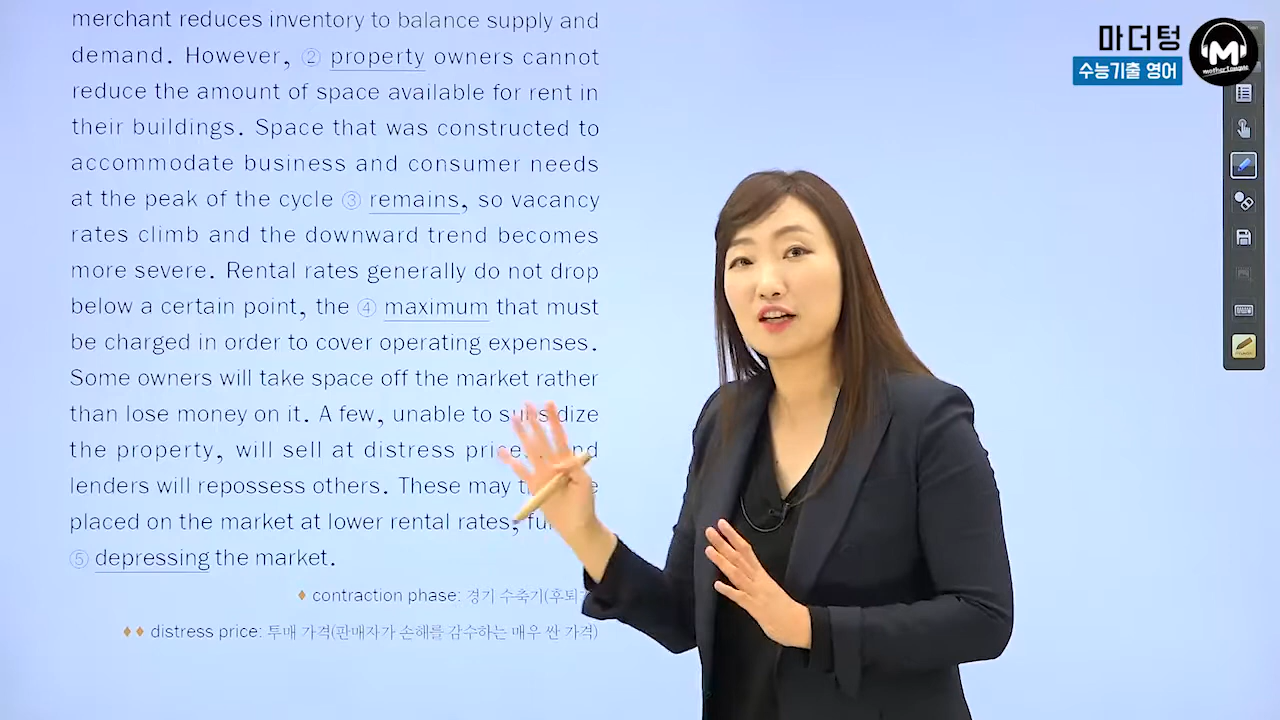 merchant reduces inventory to balance supply and
demand. However, ② property owners cannot
reduce the amount of space available for rent in
their buildings. Space that was constructed to
accommodate business and consumer needs
at the peak of the cycle ③ remains, so vacancy
rates climb and the downward trend becomes
more severe. Rental rates generally do not drop
below a certain point, the ④ maximum that must
be charged in order to cover operating expenses.
Some owners will take space off the market rather
than lose money on it. A few, unable to subsidize
the property, will sell at distress
lenders will repossess others. These may
placed on the market at lower rental rates,
⑤ depressing the market.
♦ contraction phase: 경기 수축기(후퇴
♦♦ distress price: 투매 가격(판매자가 손해를 감수하는 매우 싼 가격)
마더텅
수능기출 영어
M
mother tongue